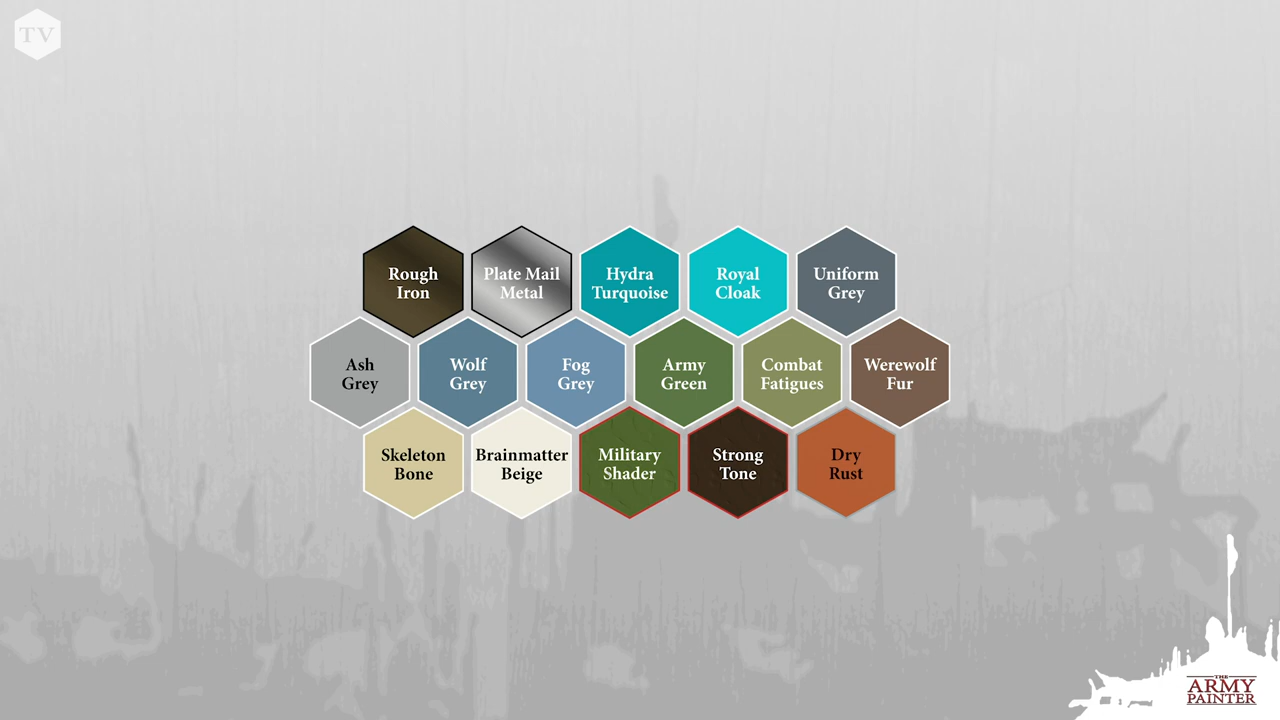 TV
Rough
Iron
Plate Mail
Metal
Hydra
Turquoise
Royal
Cloak
Uniform
Grey
Ash
Grey
Wolf
Grey
Fog
Grey
Army
Green
Combat
Fatigues
Werewolf
Fur
Skeleton
Bone
Brainmatter
Beige
Military
Shader
Strong
Tone
Dry
Rust
THE
ARMY
PAINTER